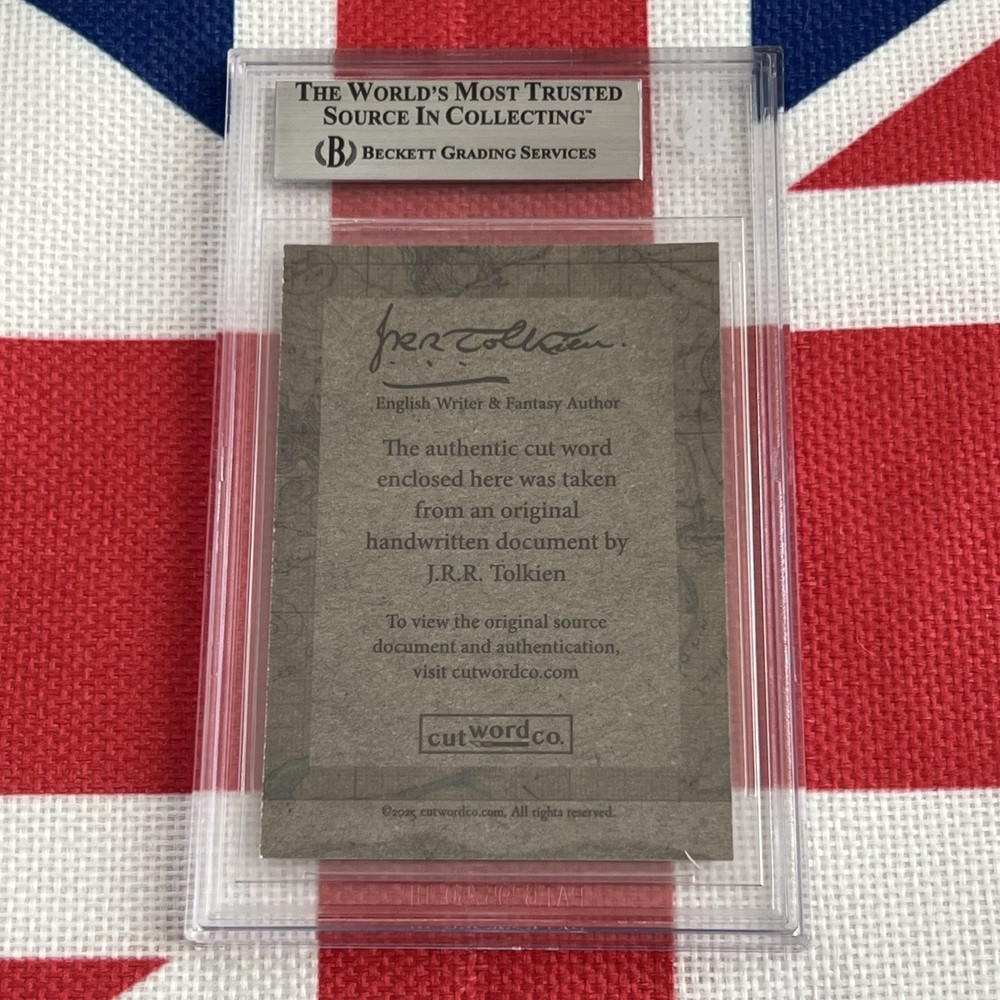 THE WORLD'S MOST TRUSTED
SOURCE IN COLLECTING™
B BECKETT GRADING SERVICES
J.R.R. Tolkien.
English Writer & Fantasy Author
The authentic cut word
enclosed here was taken
from an original
handwritten document by
J.R.R. Tolkien
To view the original source
document and authentication,
visit cutwordco.com
cut word co.
©2025 cutwordco.com, All rights reserved.